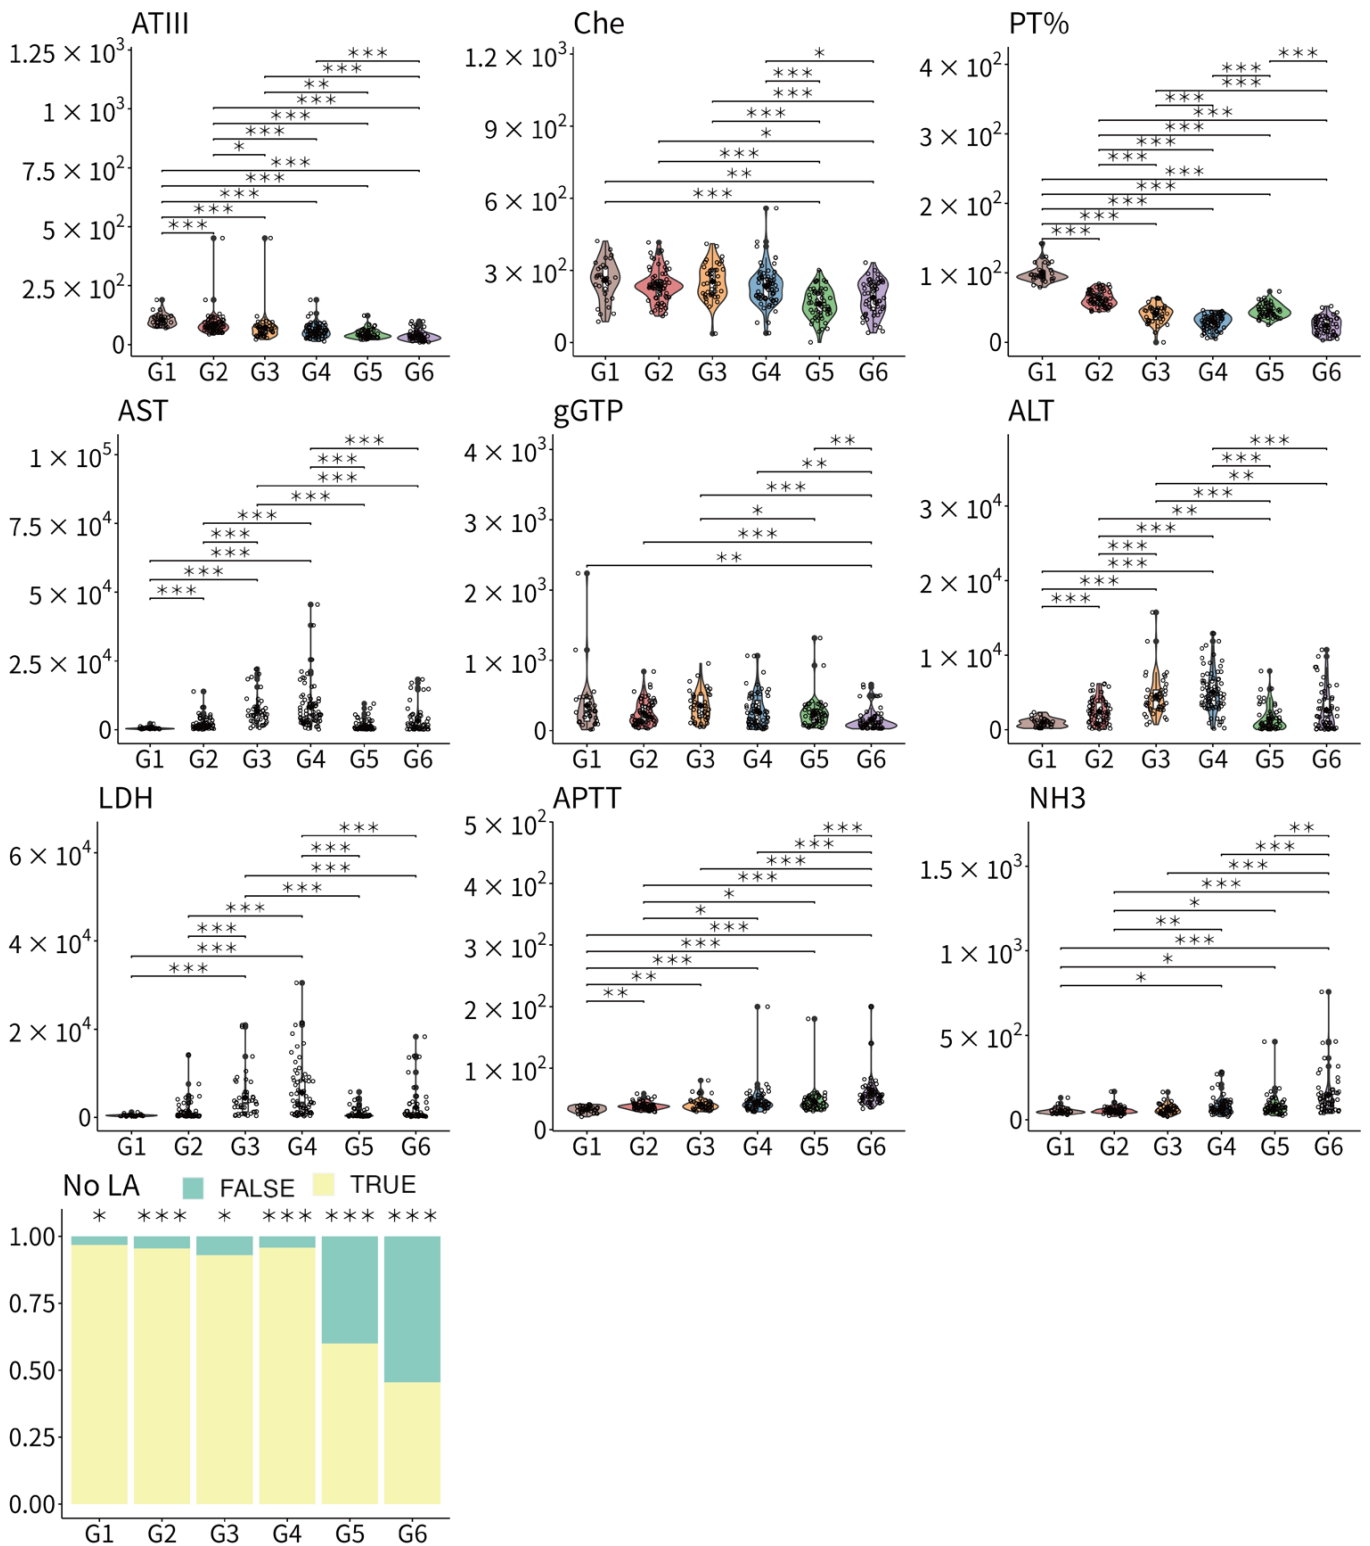 ATIII
1.25 × 10³
1 × 10³
7.5 × 10²
5 × 10²
2.5 × 10²
0
***
***
**
***
***
***
*
***
***
***
***
***
G1 G2 G3 G4 G5 G6
Che
1.2 × 10³
9 × 10²
6 × 10²
3 × 10²
0
*
***
***
***
*
***
**
***
G1 G2 G3 G4 G5 G6
PT%
4 × 10²
3 × 10²
2 × 10²
1 × 10²
0
***
***
***
***
***
***
***
***
***
***
***
***
***
G1 G2 G3 G4 G5 G6
AST
1 × 10⁵
7.5 × 10⁴
5 × 10⁴
2.5 × 10⁴
0
***
***
***
***
***
***
***
***
***
G1 G2 G3 G4 G5 G6
gGTP
4 × 10³
3 × 10³
2 × 10³
1 × 10³
0
**
**
***
*
***
**
G1 G2 G3 G4 G5 G6
ALT
3 × 10⁴
2 × 10⁴
1 × 10⁴
0
***
***
**
***
**
***
***
***
***
***
G1 G2 G3 G4 G5 G6
LDH
6 × 10⁴
4 × 10⁴
2 × 10⁴
0
***
***
***
***
***
***
***
***
G1 G2 G3 G4 G5 G6
APTT
5 × 10²
4 × 10²
3 × 10²
2 × 10²
1 × 10²
0
***
***
***
***
*
*
***
***
***
**
**
G1 G2 G3 G4 G5 G6
NH3
1.5 × 10³
1 × 10³
5 × 10²
0
**
***
***
***
*
**
***
*
*
G1 G2 G3 G4 G5 G6
No LA FALSE TRUE
* *** * *** *** ***
1.00
0.75
0.50
0.25
0.00
G1 G2 G3 G4 G5 G6